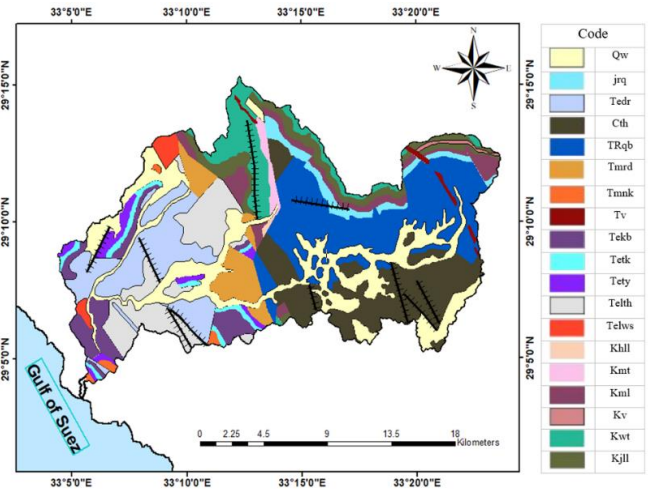 33°5'0"E 33°10'0"E 33°15'0"E 33°20'0"E
N
W E
S
29°15'0"N 29°15'0"N
29°10'0"N 29°10'0"N
29°5'0"N 29°5'0"N
Gulf of Suez
0 2.25 4.5 9 13.5 18
Kilometers
33°5'0"E 33°10'0"E 33°15'0"E 33°20'0"E
Code
Qw
jrq
Tedr
Cth
TRqb
Tmrd
Tmnk
Tv
Tekb
Tetk
Tety
Telth
Telws
Khll
Kmt
Kml
Kv
Kwt
Kjll